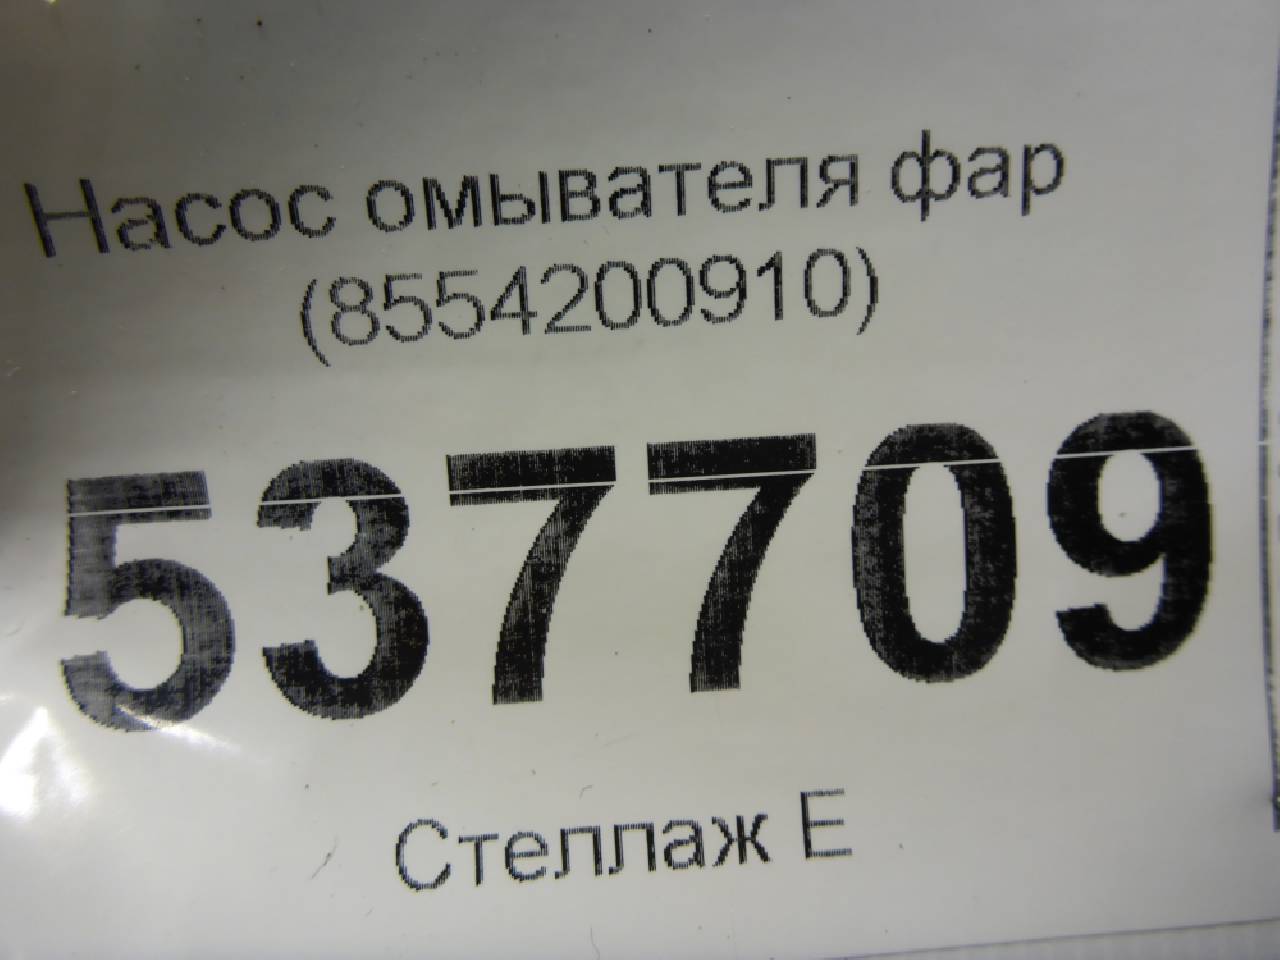 Насос омывателя фар
(8554200910)
537709
Стеллаж Е